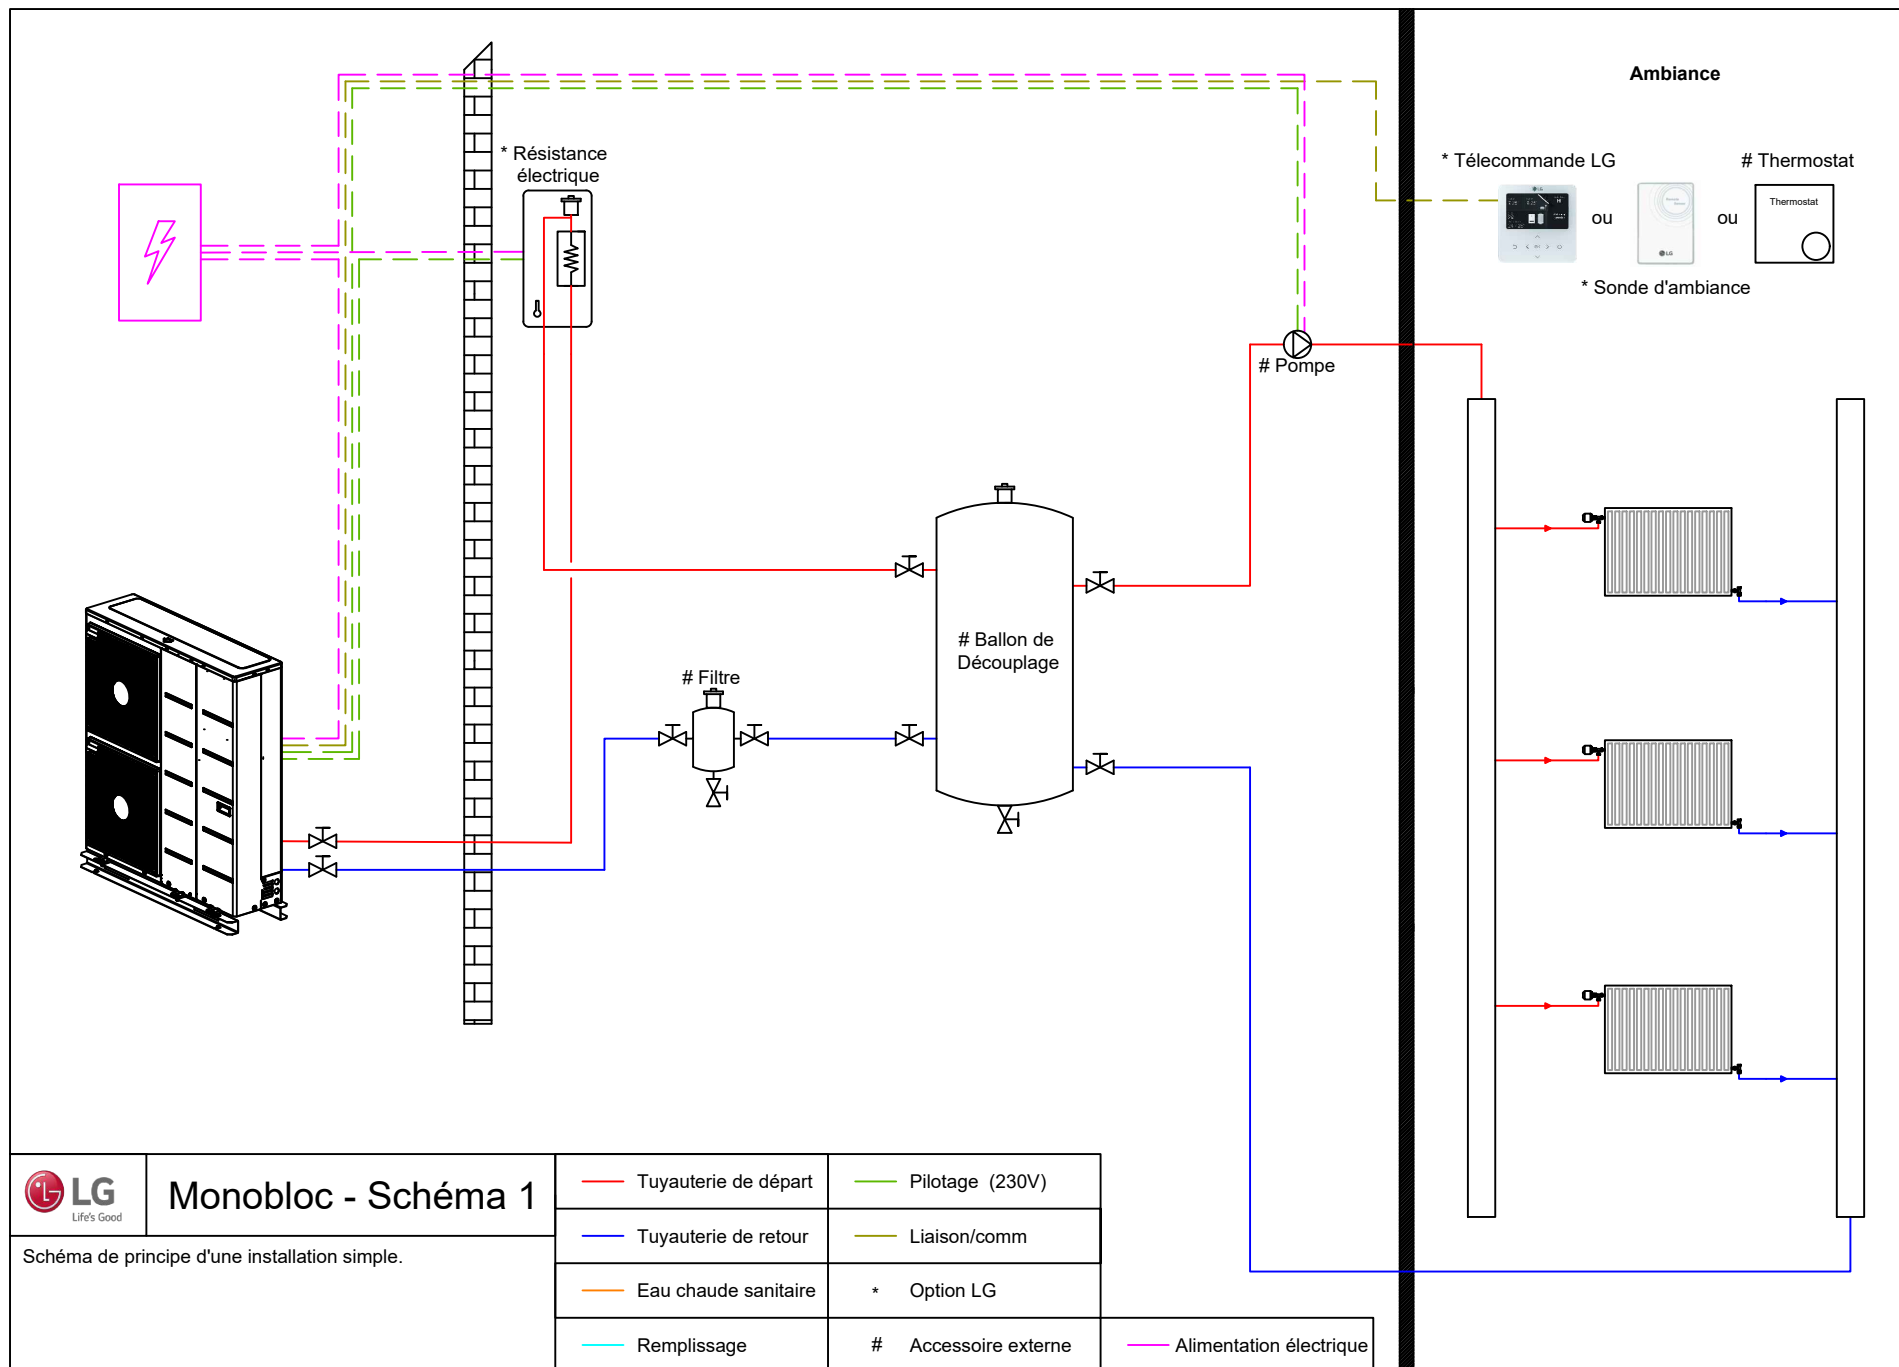 Ambiance
* Résistance
électrique
* Télecommande LG
# Thermostat
LG
ou
LG
ou
Thermostat
* Sonde d'ambiance
# Pompe
# Ballon de
Découplage
# Filtre
LG
Life's Good
Monobloc - Schéma 1
Schéma de principe d'une installation simple.
Tuyauterie de départ
Pilotage (230V)
Tuyauterie de retour
Liaison/comm
Eau chaude sanitaire
* Option LG
Remplissage
# Accessoire externe
Alimentation électrique